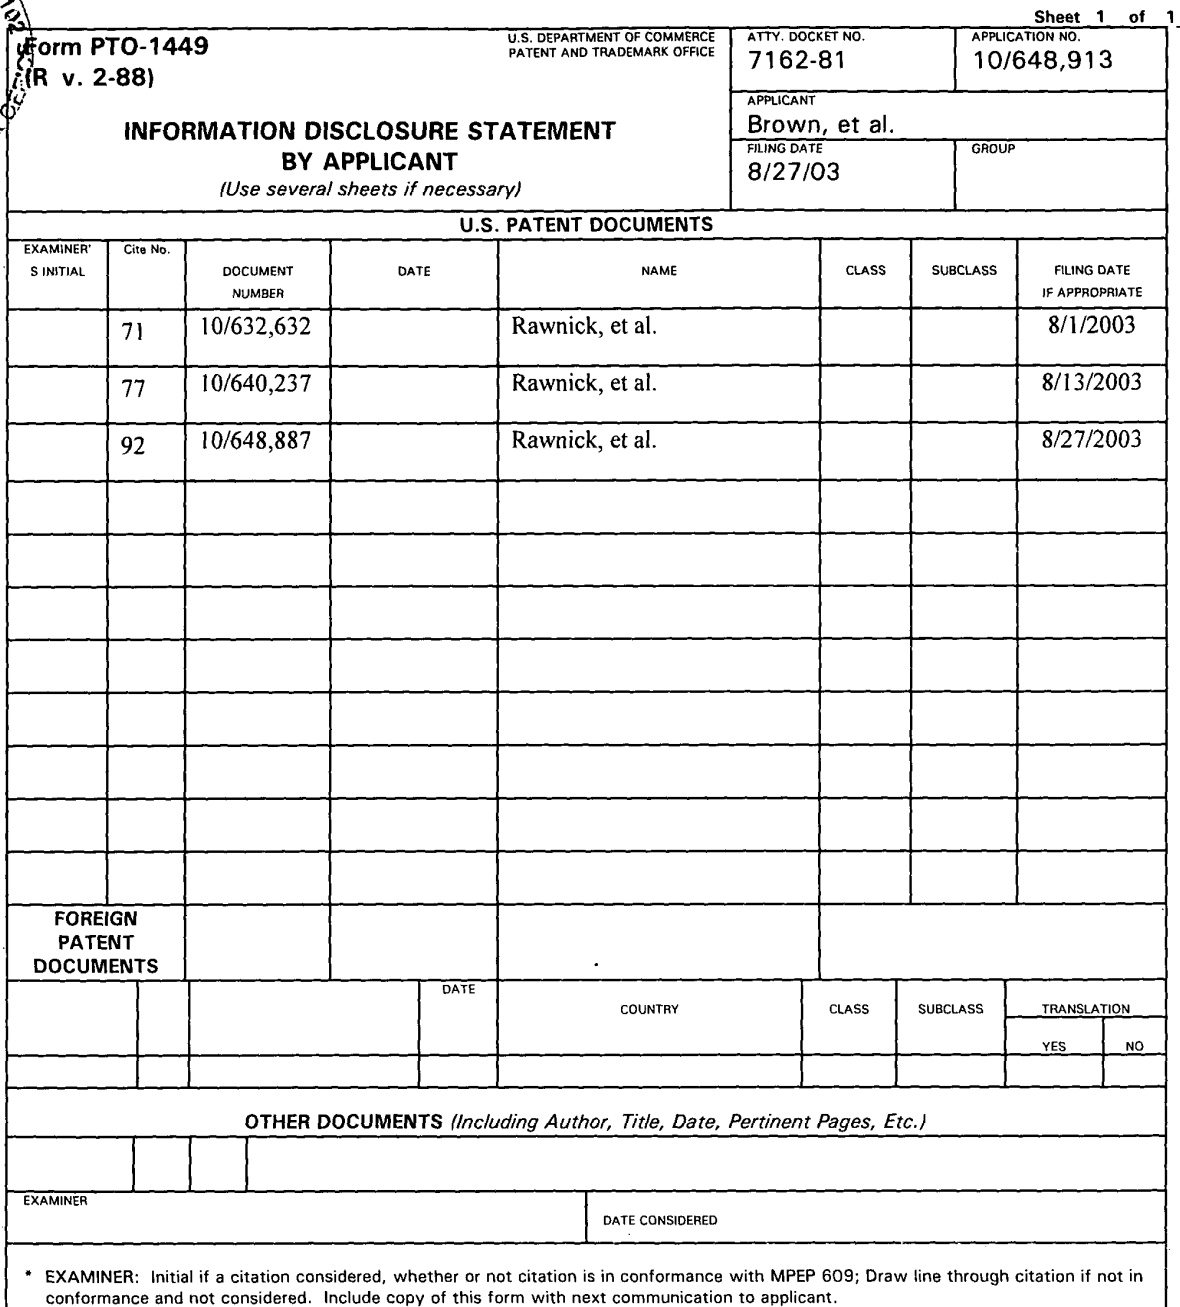 Sheet 1 of 1
Form PTO-1449
(R v. 2-88)
U.S. DEPARTMENT OF COMMERCE
PATENT AND TRADEMARK OFFICE
ATTY. DOCKET NO.
7162-81
APPLICATION NO.
10/648,913
INFORMATION DISCLOSURE STATEMENT
BY APPLICANT
(Use several sheets if necessary)
APPLICANT
Brown, et al.
FILING DATE
8/27/03
GROUP
U.S. PATENT DOCUMENTS
EXAMINER'
S INITIAL
Cite No.
DOCUMENT
NUMBER
DATE
NAME
CLASS
SUBCLASS
FILING DATE
IF APPROPRIATE
71 10/632,632 Rawnick, et al. 8/1/2003
77 10/640,237 Rawnick, et al. 8/13/2003
92 10/648,887 Rawnick, et al. 8/27/2003
FOREIGN
PATENT
DOCUMENTS
DATE
COUNTRY
CLASS
SUBCLASS
TRANSLATION
YES
NO
OTHER DOCUMENTS (Including Author, Title, Date, Pertinent Pages, Etc.)
EXAMINER
DATE CONSIDERED
* EXAMINER: Initial if a citation considered, whether or not citation is in conformance with MPEP 609; Draw line through citation if not in
conformance and not considered. Include copy of this form with next communication to applicant.